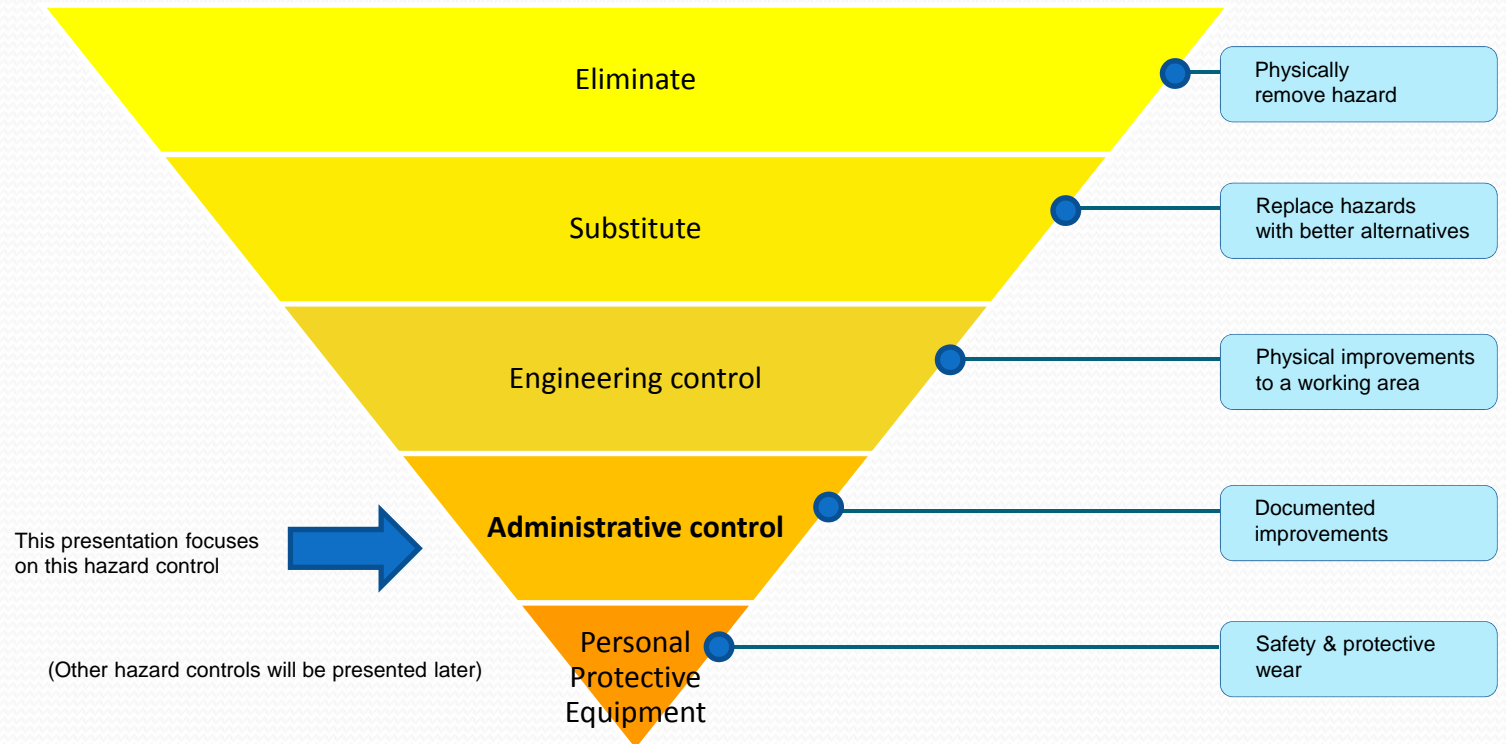 Eliminate
Physically
remove hazard
Substitute
Replace hazards
with better alternatives
Engineering control
Physical improvements
to a working area
Administrative control
Documented
improvements
This presentation focuses
on this hazard control
Personal
Protective
Equipment
Safety & protective
wear
(Other hazard controls will be presented later)